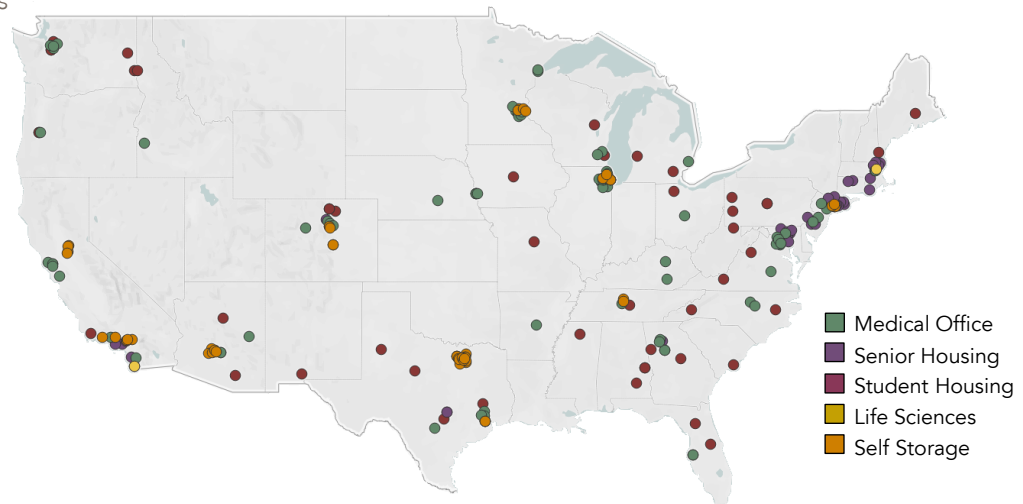 Medical Office
Senior Housing
Student Housing
Life Sciences
Self Storage